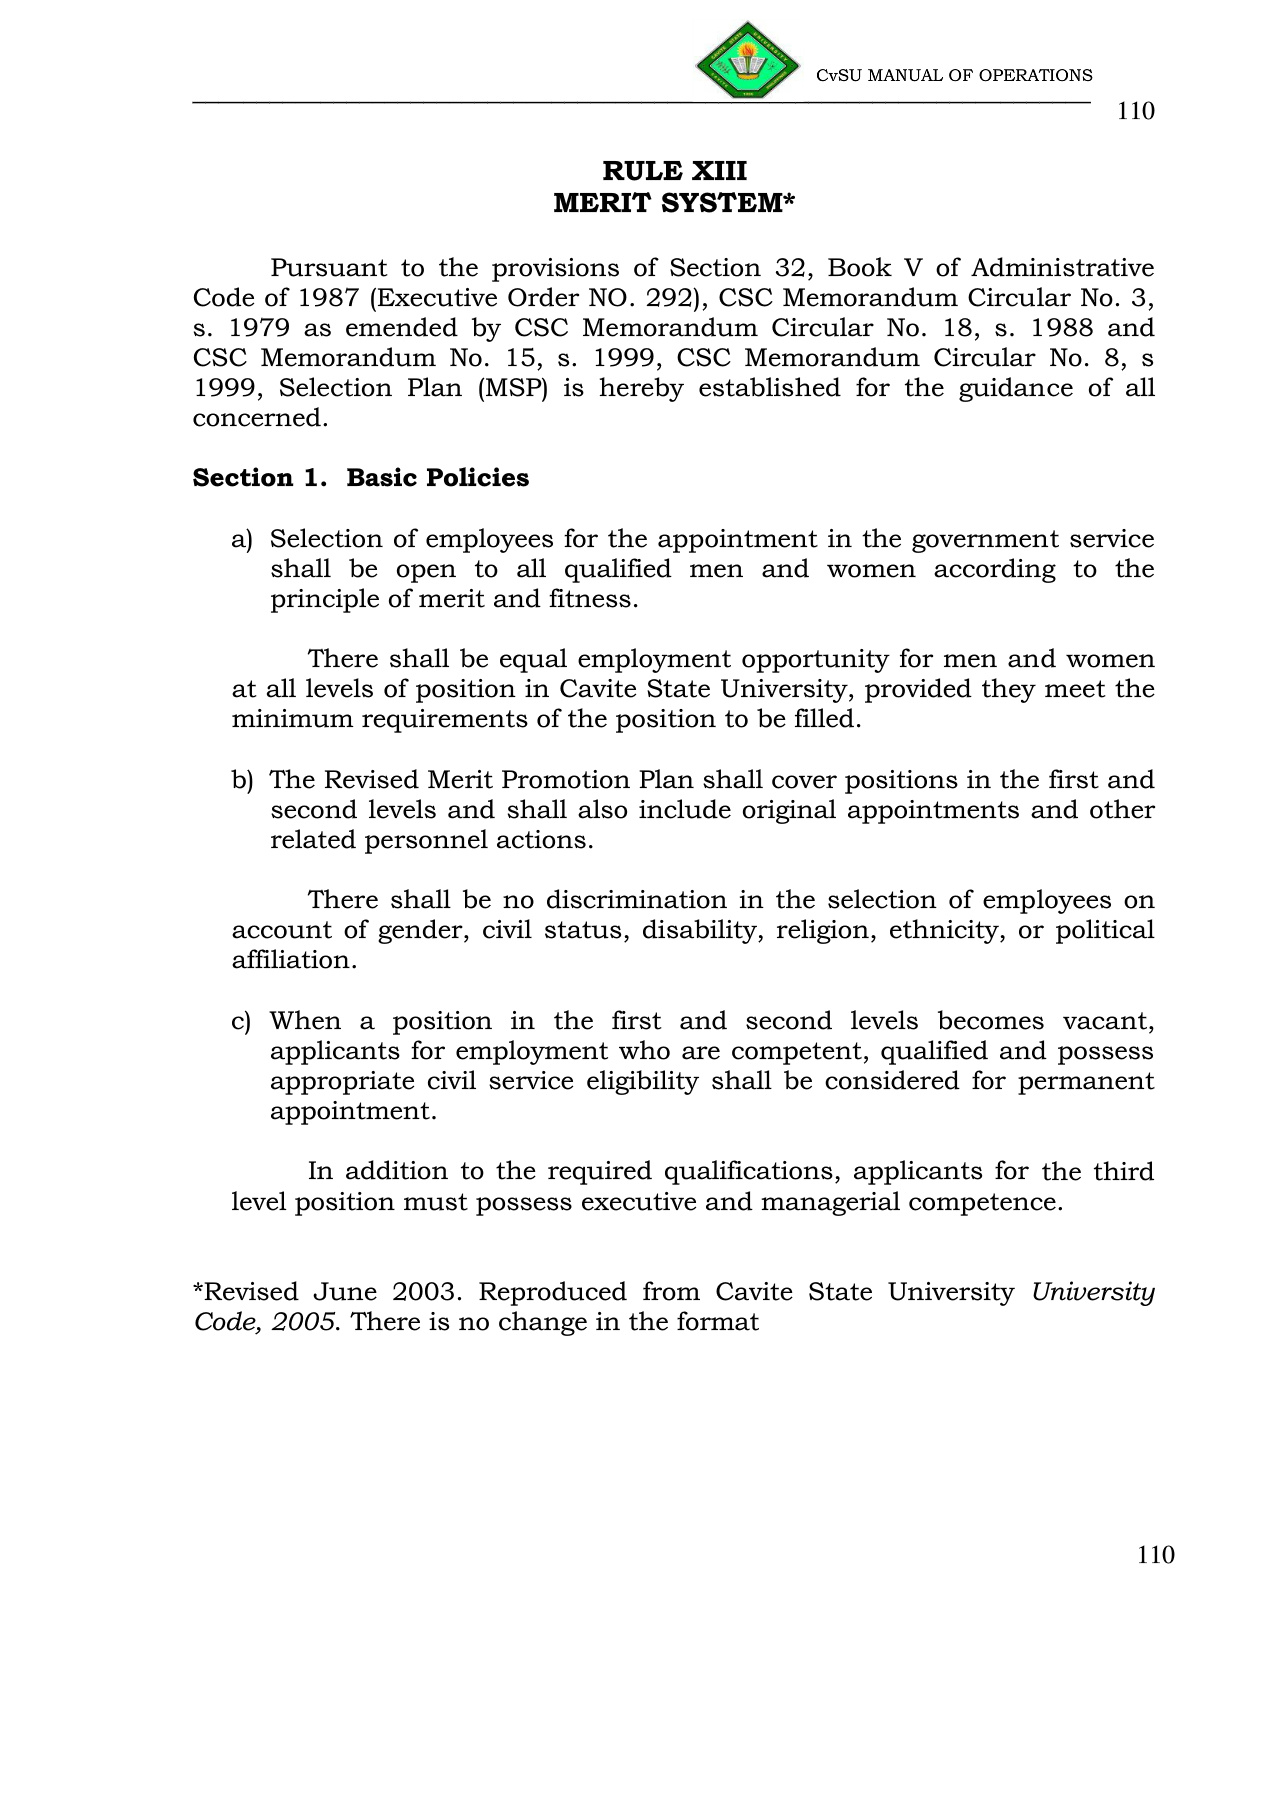 CvSU MANUAL OF OPERATIONS
110
RULE XIII
MERIT SYSTEM*
Pursuant to the provisions of Section 32, Book V of Administrative
Code of 1987 (Executive Order NO. 292), CSC Memorandum Circular No. 3,
s. 1979 as emended by CSC Memorandum Circular No. 18, s. 1988 and
CSC Memorandum No. 15, s. 1999, CSC Memorandum Circular No. 8, s
1999, Selection Plan (MSP) is hereby established for the guidance of all
concerned.
Section 1. Basic Policies
a) Selection of employees for the appointment in the government service
shall be open to all qualified men and women according to the
principle of merit and fitness.
There shall be equal employment opportunity for men and women
at all levels of position in Cavite State University, provided they meet the
minimum requirements of the position to be filled.
b) The Revised Merit Promotion Plan shall cover positions in the first and
second levels and shall also include original appointments and other
related personnel actions.
There shall be no discrimination in the selection of employees on
account of gender, civil status, disability, religion, ethnicity, or political
affiliation.
c) When a position in the first and second levels becomes vacant,
applicants for employment who are competent, qualified and possess
appropriate civil service eligibility shall be considered for permanent
appointment.
In addition to the required qualifications, applicants for the third
level position must possess executive and managerial competence.
*Revised June 2003. Reproduced from Cavite State University University
Code, 2005. There is no change in the format
110